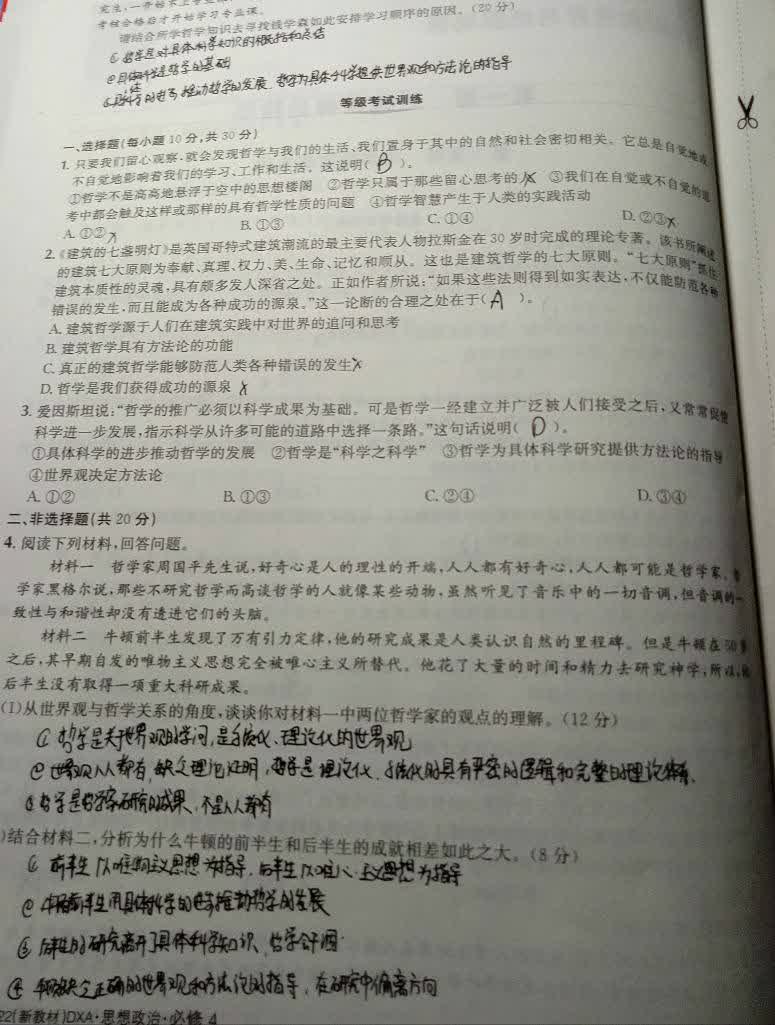 考核合格后才开始学习专业课。
请结合所学哲学知识去寻找钱学森如此安排学习顺序的原因。(20分)
①哲学是对具体科学知识的概括和总结
②具体科学是哲学的基础
推动哲学的发展,哲学为具体科学提供世界观和方法论的指导
等级考试训练
一、选择题(每小题10分,共30分)
1. 只要我们留心观察,就会发现哲学与我们的生活、我们置身于其中的自然和社会密切相关。它总是自觉地或
不自觉地影响着我们的学习、工作和生活。这说明( B )。
①哲学不是高高地悬浮于空中的思想楼阁 ②哲学只属于那些留心思考的人 ③我们在自觉或不自觉的思
考中都会触及这样或那样的具有哲学性质的问题 ④哲学智慧产生于人类的实践活动
A. ①② B. ①③ C. ①④ D. ②③
2. 《建筑的七盏明灯》是英国哥特式建筑潮流的最主要代表人物拉斯金在30岁时完成的理论专著。该书所阐述
的建筑七大原则为奉献、真理、权力、美、生命、记忆和顺从。这也是建筑哲学的七大原则。“七大原则”抓住
建筑本质性的灵魂,具有颇多发人深省之处。正如作者所说:“如果这些法则得到如实表达,不仅能防范各种
错误的发生,而且能成为各种成功的源泉。”这一论断的合理之处在于( A )。
A. 建筑哲学源于人们在建筑实践中对世界的追问和思考
B. 建筑哲学具有方法论的功能
C. 真正的建筑哲学能够防范人类各种错误的发生
D. 哲学是我们获得成功的源泉
3. 爱因斯坦说:“哲学的推广必须以科学成果为基础。可是哲学一经建立并广泛被人们接受之后,又常常促使
科学进一步发展,指示科学从许多可能的道路中选择一条路。”这句话说明( D )。
①具体科学的进步推动哲学的发展 ②哲学是“科学之科学” ③哲学为具体科学研究提供方法论的指导
④世界观决定方法论
A. ①② B. ①③ C. ②④ D. ③④
二、非选择题(共20分)
4. 阅读下列材料,回答问题。
材料一 哲学家周国平先生说,好奇心是人的理性的开端,人人都有好奇心,人人都可能是哲学家。哲
学家黑格尔说,那些不研究哲学而高谈哲学的人就像某些动物,虽然听见了音乐中的一切音调,但音调的一
致性与和谐性却没有透进它们的头脑。
材料二 牛顿前半生发现了万有引力定律,他的研究成果是人类认识自然的里程碑。但是牛顿在50岁
之后,其早期自发的唯物主义思想完全被唯心主义所替代。他花了大量的时间和精力去研究神学,所以,他
后半生没有取得一项重大科研成果。
(1)从世界观与哲学关系的角度,谈谈你对材料一中两位哲学家的观点的理解。(12分)
①哲学是关于世界观的学问,是系统化、理论化的世界观
②世界观人人都有,缺乏理论证明,哲学是理论化、系统化的具有严密的逻辑和完整的理论体系、
③哲学是哲学家研究的成果,不是人人都有
)结合材料二,分析为什么牛顿的前半生和后半生的成就相差如此之大。(8分)
①前半生以唯物主义思想为指导,后半生以唯心主义思想为指导
②牛顿前半生用具体科学的进步推动哲学的发展
③后半生的研究离开了具体科学知识,哲学会干涸
④牛顿缺乏正确的世界观和方法论的指导,在研究中偏离方向
22(新教材)DXA·思想政治·必修4